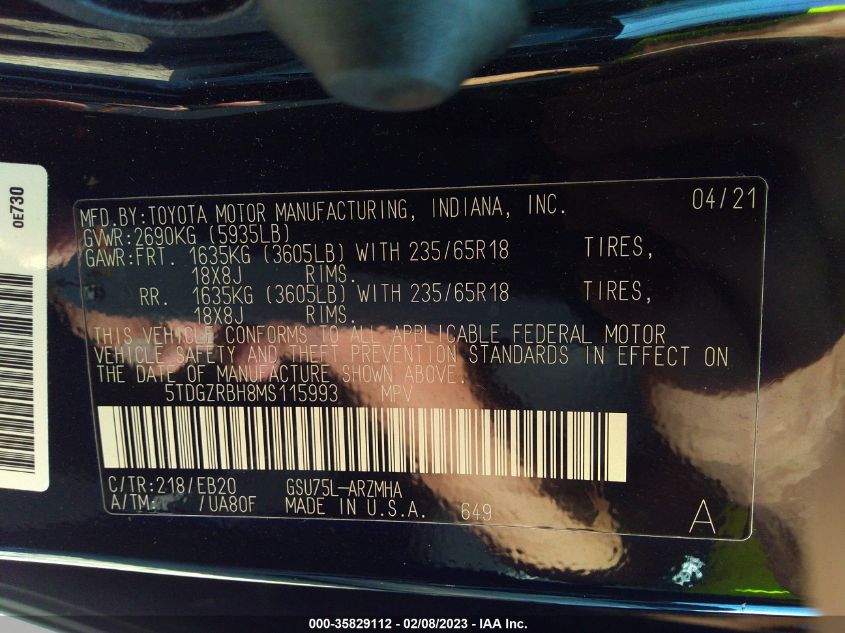 OE730
MFD.BY:TOYOTA MOTOR MANUFACTURING, INDIANA, INC. 04/21
GVWR:2690KG (5935LB)
GAWR:FRT. 1635KG (3605LB) WITH 235/65R18 TIRES,
18X8J RIMS.
RR. 1635KG (3605LB) WITH 235/65R18 TIRES,
18X8J RIMS.
THIS VEHICLE CONFORMS TO ALL APPLICABLE FEDERAL MOTOR
VEHICLE SAFETY AND THEFT PREVENTION STANDARDS IN EFFECT ON
THE DATE OF MANUFACTURE SHOWN ABOVE.
5TDGZRBH8MS115993 MPV
C/TR:218/EB20 GSU75L-ARZMHA
A/TM: /UA80F MADE IN U.S.A. 649 A
000-35829112 - 02/08/2023 - IAA Inc.